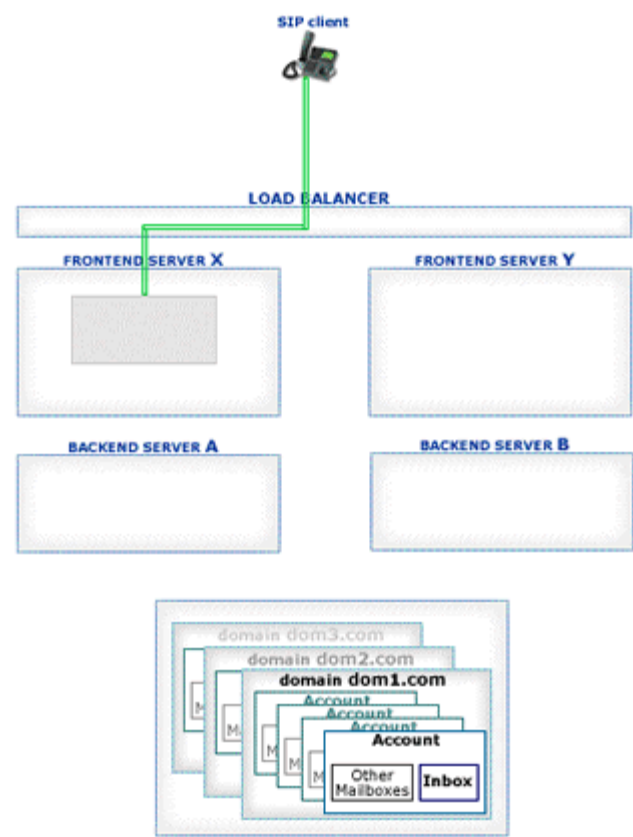 SIP client
LOAD BALANCER
FRONTEND SERVER X
FRONTEND SERVER Y
BACKEND SERVER A
BACKEND SERVER B
domain dom3.com
domain dom2.com
domain dom1.com
Account
Account
Account
Account
Other
Mailboxes
Inbox